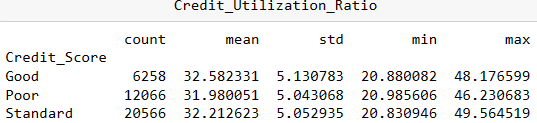 Credit_Utilization_Ratio
count mean std min max
Credit_Score
Good 6258 32.582331 5.130783 20.880082 48.176599
Poor 12066 31.980051 5.043068 20.985606 46.230683
Standard 20566 32.212623 5.052935 20.830946 49.564519